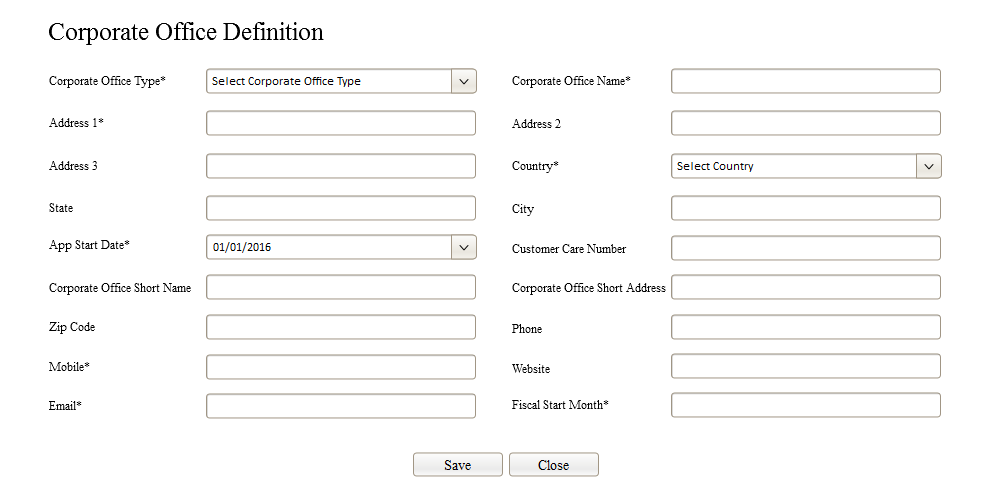 Corporate Office Definition
Corporate Office Type* Select Corporate Office Type Corporate Office Name*
Address 1* Address 2
Address 3 Country* Select Country
State City
App Start Date* 01/01/2016 Customer Care Number
Corporate Office Short Name Corporate Office Short Address
Zip Code Phone
Mobile* Website
Email* Fiscal Start Month*
Save Close